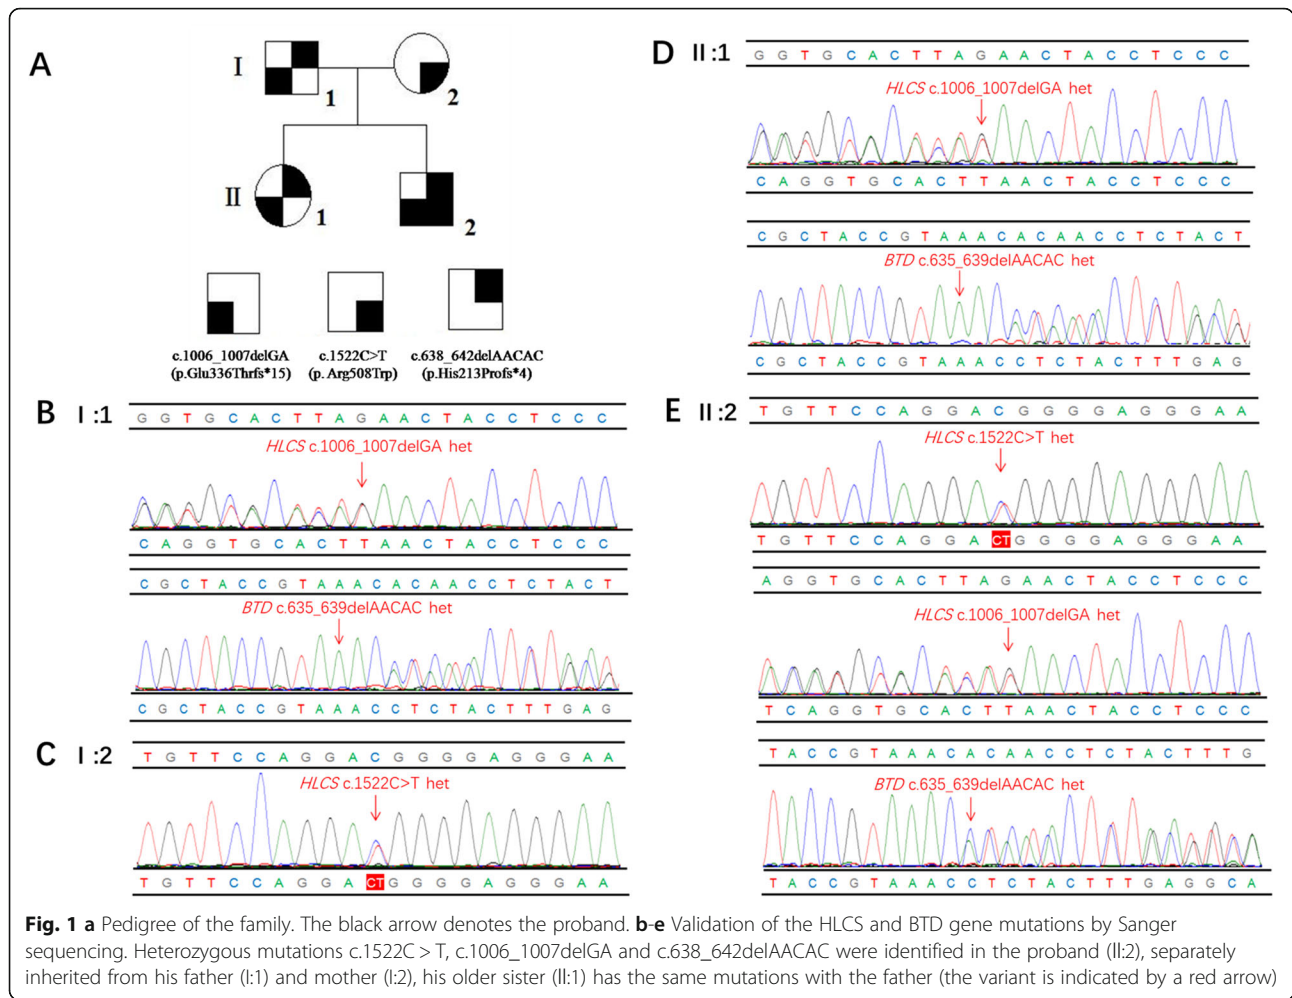 A
I
1
2
II
1
2
c.1006_1007delGA
(p.Glu336Thrfs*15)
c.1522C>T
(p. Arg508Trp)
c.638_642delAACAC
(p.His213Profs*4)
B I :1
G G T G C A C T T A G A A C T A C C T C C C
HLCS c.1006_1007delGA het
C A G G T G C A C T T A A C T A C C T C C C
C G C T A C C G T A A A C A C A A C C T C T A C T
BTD c.635_639delAACAC het
C G C T A C C G T A A A C C T C T A C T T T G A G
C I :2
T G T T C C A G G A C G G G G A G G G A A
HLCS c.1522C>T het
T G T T C C A G G A CT G G G G A G G G A A
D II :1
G G T G C A C T T A G A A C T A C C T C C C
HLCS c.1006_1007delGA het
C A G G T G C A C T T A A C T A C C T C C C
C G C T A C C G T A A A C A C A A C C T C T A C T
BTD c.635_639delAACAC het
C G C T A C C G T A A A C C T C T A C T T T G A G
E II :2
T G T T C C A G G A C G G G G A G G G A A
HLCS c.1522C>T het
T G T T C C A G G A CT G G G G A G G G A A
A G G T G C A C T T A G A A C T A C C T C C C
HLCS c.1006_1007delGA het
T C A G G T G C A C T T A A C T A C C T C C C
T A C C G T A A A C A C A A C C T C T A C T T T G
BTD c.635_639delAACAC het
T A C C G T A A A C C T C T A C T T T G A G G C A
Fig. 1 a Pedigree of the family. The black arrow denotes the proband. b-e Validation of the HLCS and BTD gene mutations by Sanger
sequencing. Heterozygous mutations c.1522C > T, c.1006_1007delGA and c.638_642delAACAC were identified in the proband (II:2), separately
inherited from his father (I:1) and mother (I:2), his older sister (II:1) has the same mutations with the father (the variant is indicated by a red arrow)